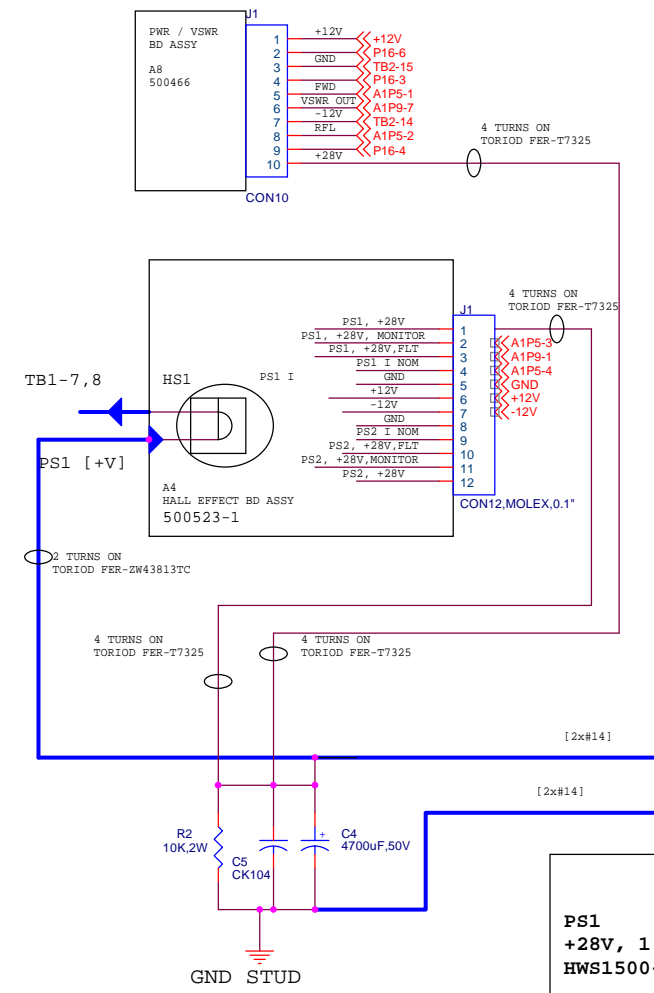 J1
PWR / VSWR
BD ASSY
A8
500466
1 +12V +12V
2 P16-6
3 GND TB2-15
4 P16-3
5 FWD A1P5-1
6 VSWR OUT A1P9-7
7 -12V TB2-14
8 RFL A1P5-2
9 P16-4
10 +28V
CON10
4 TURNS ON
TORIOD FER-T7325
4 TURNS ON
TORIOD FER-T7325
J1
PS1, +28V 1
PS1, +28V, MONITOR 2 A1P5-3
PS1, +28V,FLT 3 A1P9-1
PS1 I NOM 4 A1P5-4
GND 5 GND
+12V 6 +12V
-12V 7 -12V
GND 8
PS2 I NOM 9
PS2, +28V,FLT 10
PS2, +28V,MONITOR 11
PS2, +28V 12
CON12,MOLEX,0.1"
TB1-7,8
HS1
PS1 I
PS1 [+V]
A4
HALL EFFECT BD ASSY
500523-1
2 TURNS ON
TORIOD FER-ZW43813TC
4 TURNS ON
TORIOD FER-T7325
4 TURNS ON
TORIOD FER-T7325
[2x#14]
[2x#14]
R2
10K,2W
C5
CK104
+
C4
4700uF,50V
GND STUD
PS1
+28V, 1
HWS1500-